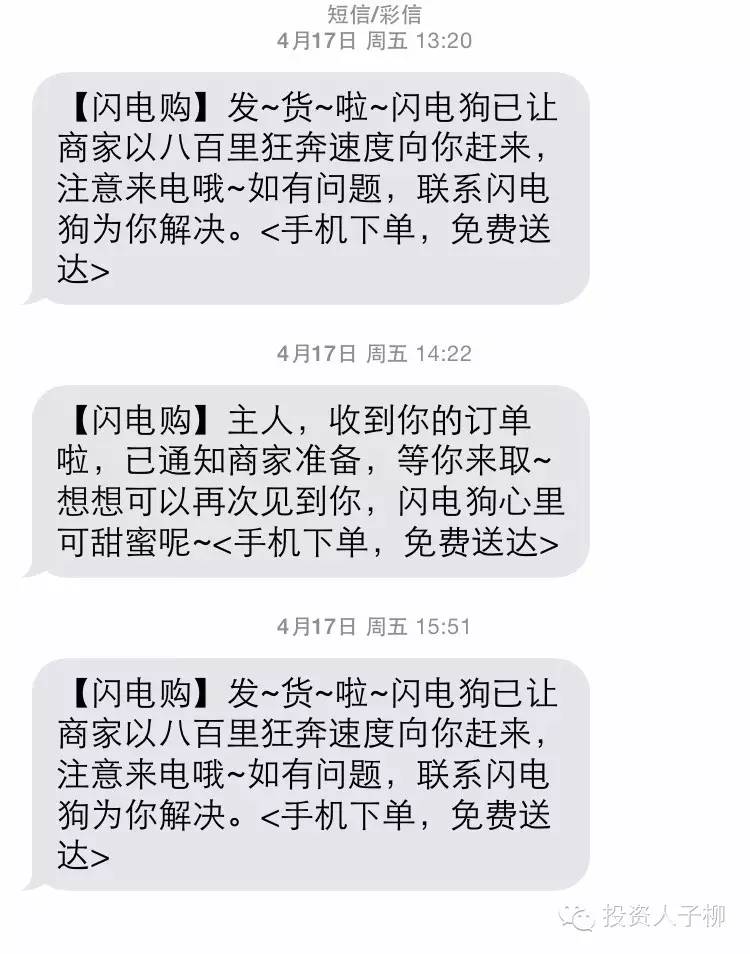 短信/彩信
4月17日 周五 13:20
【闪电购】发~货~啦~闪电狗已让
商家以八百里狂奔速度向你赶来，
注意来电哦~如有问题，联系闪电
狗为你解决。<手机下单，免费送
达>
4月17日 周五 14:22
【闪电购】主人，收到你的订单
啦，已通知商家准备，等你来取~
想想可以再次见到你，闪电狗心里
可甜蜜呢~<手机下单，免费送达>
4月17日 周五 15:51
【闪电购】发~货~啦~闪电狗已让
商家以八百里狂奔速度向你赶来，
注意来电哦~如有问题，联系闪电
狗为你解决。<手机下单，免费送
达>
投资人子柳